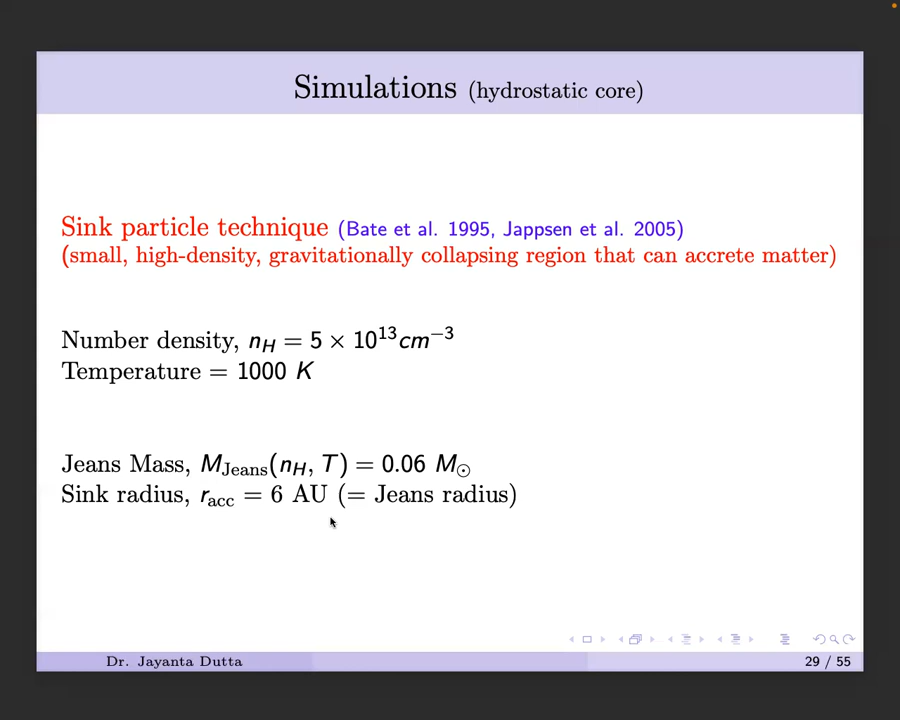 Simulations (hydrostatic core)
Sink particle technique (Bate et al. 1995, Jappsen et al. 2005)
(small, high-density, gravitationally collapsing region that can accrete matter)
Number density, n_H = 5 × 10^13 cm^−3
Temperature = 1000 K
Jeans Mass, M_Jeans(n_H, T) = 0.06 M_⊙
Sink radius, r_acc = 6 AU (= Jeans radius)
Dr. Jayanta Dutta
29 / 55